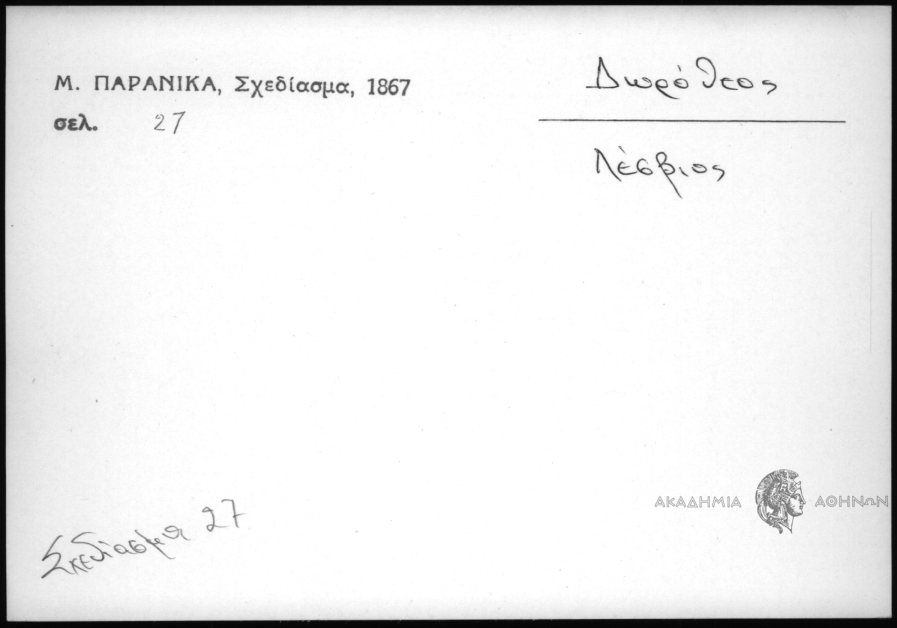 Μ. ΠΑΡΑΝΙΚΑ, Σχεδίασμα, 1867
σελ. 27
Δωρόθεος
Λέσβιος
Σχεδίασμα 27
ΑΚΑΔΗΜΙΑ ΑΘΗΝΩΝ